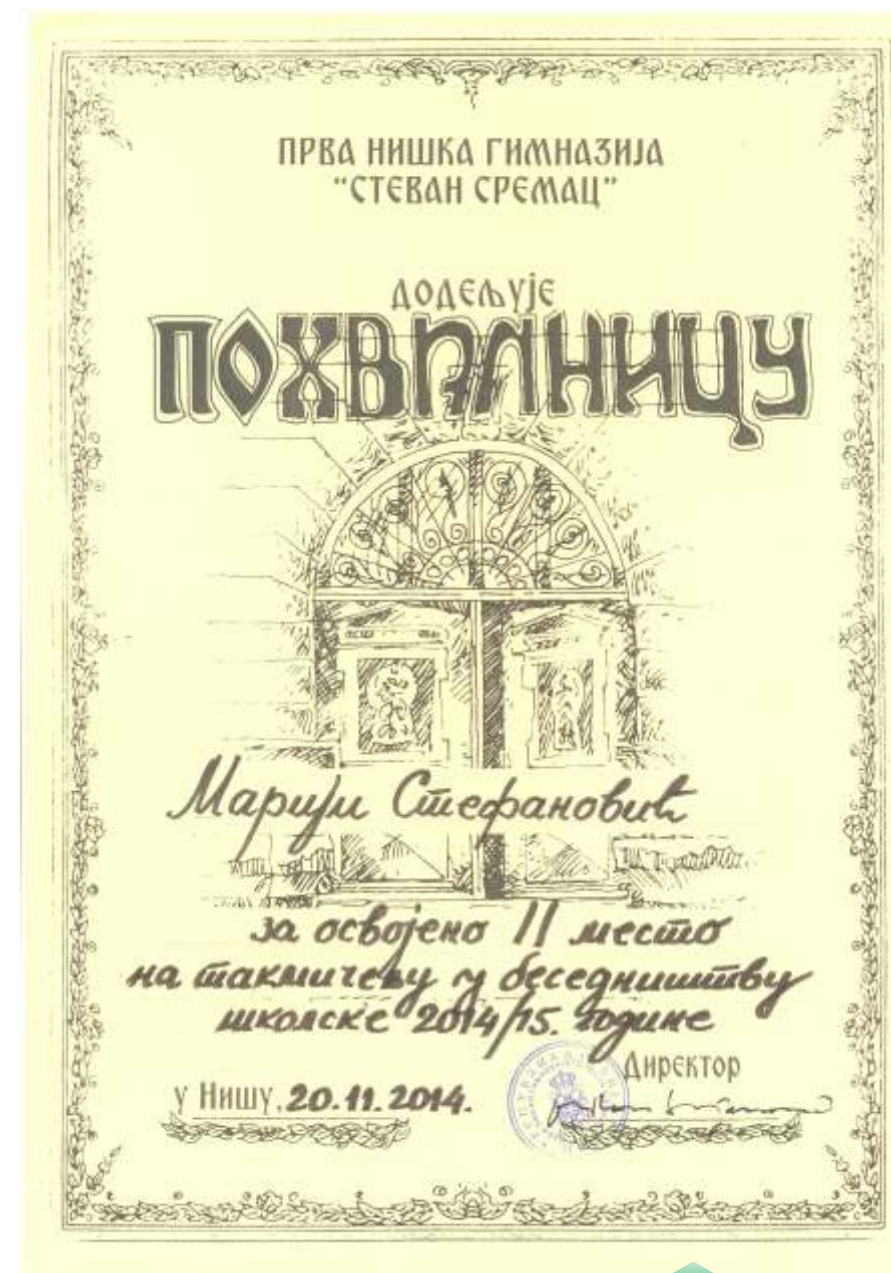 ПРВА НИШКА ГИМНАЗИЈА
“СТЕВАН СРЕМАЦ”
ДОДЕЉУЈЕ
ПОХВАЛНИЦУ
Марији Стефановић
за освојено II место
на такмичењу у беседништву
школске 2014/15. године
Директор
у Нишу, 20.11.2014.